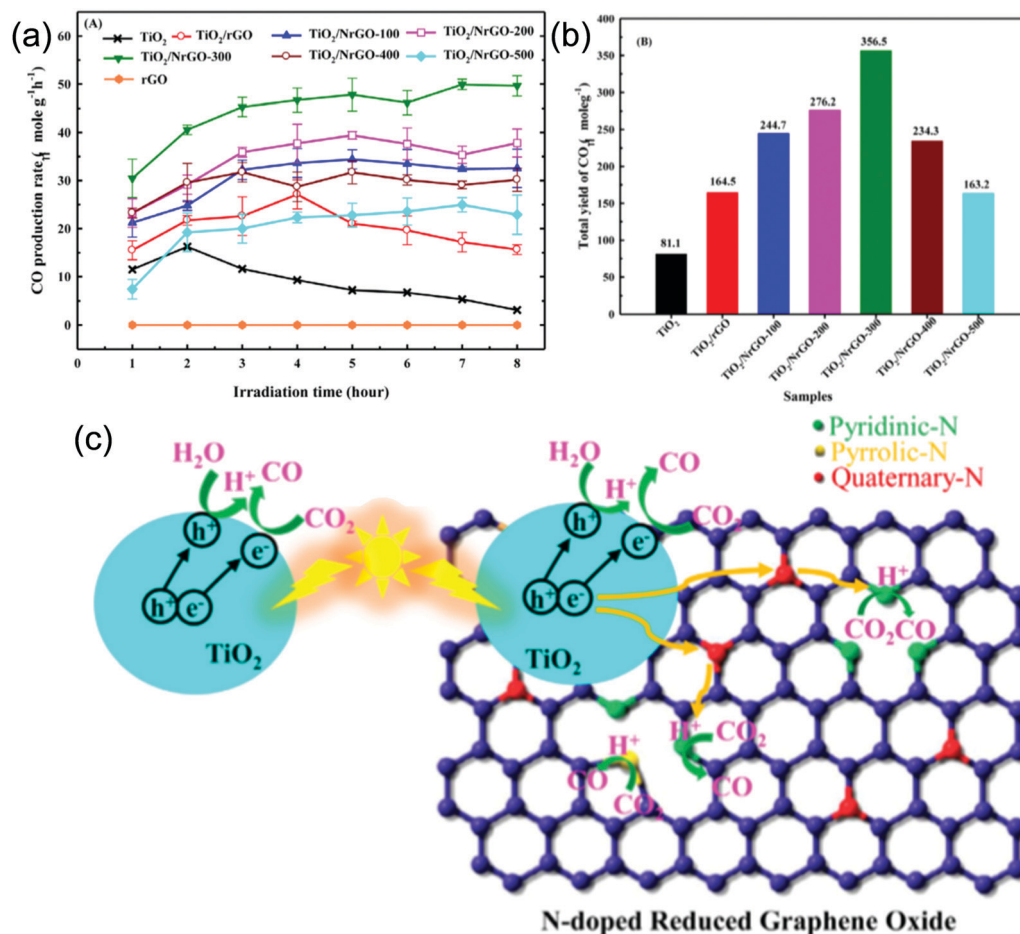 (a)
(A)
TiO₂
TiO₂/rGO
TiO₂/NrGO-100
TiO₂/NrGO-200
TiO₂/NrGO-300
TiO₂/NrGO-400
TiO₂/NrGO-500
rGO
CO production rate mole g⁻¹h⁻¹
60
50
40
30
20
10
0
0 1 2 3 4 5 6 7 8
Irradiation time (hour)
(b)
(B)
Total yield of CO moleg⁻¹
400
350
300
250
200
150
100
50
0
81.1
164.5
244.7
276.2
356.5
234.3
163.2
TiO₂
TiO₂/rGO
TiO₂/NrGO-100
TiO₂/NrGO-200
TiO₂/NrGO-300
TiO₂/NrGO-400
TiO₂/NrGO-500
Samples
(c)
H₂O
H⁺
CO
CO₂
h⁺
e⁻
h⁺
e⁻
TiO₂
H₂O
H⁺
CO
CO₂
h⁺
e⁻
h⁺
e⁻
TiO₂
Pyridinic-N
Pyrrolic-N
Quaternary-N
H⁺
CO₂
CO
H⁺
CO₂
CO
H⁺
CO
CO₂
N-doped Reduced Graphene Oxide